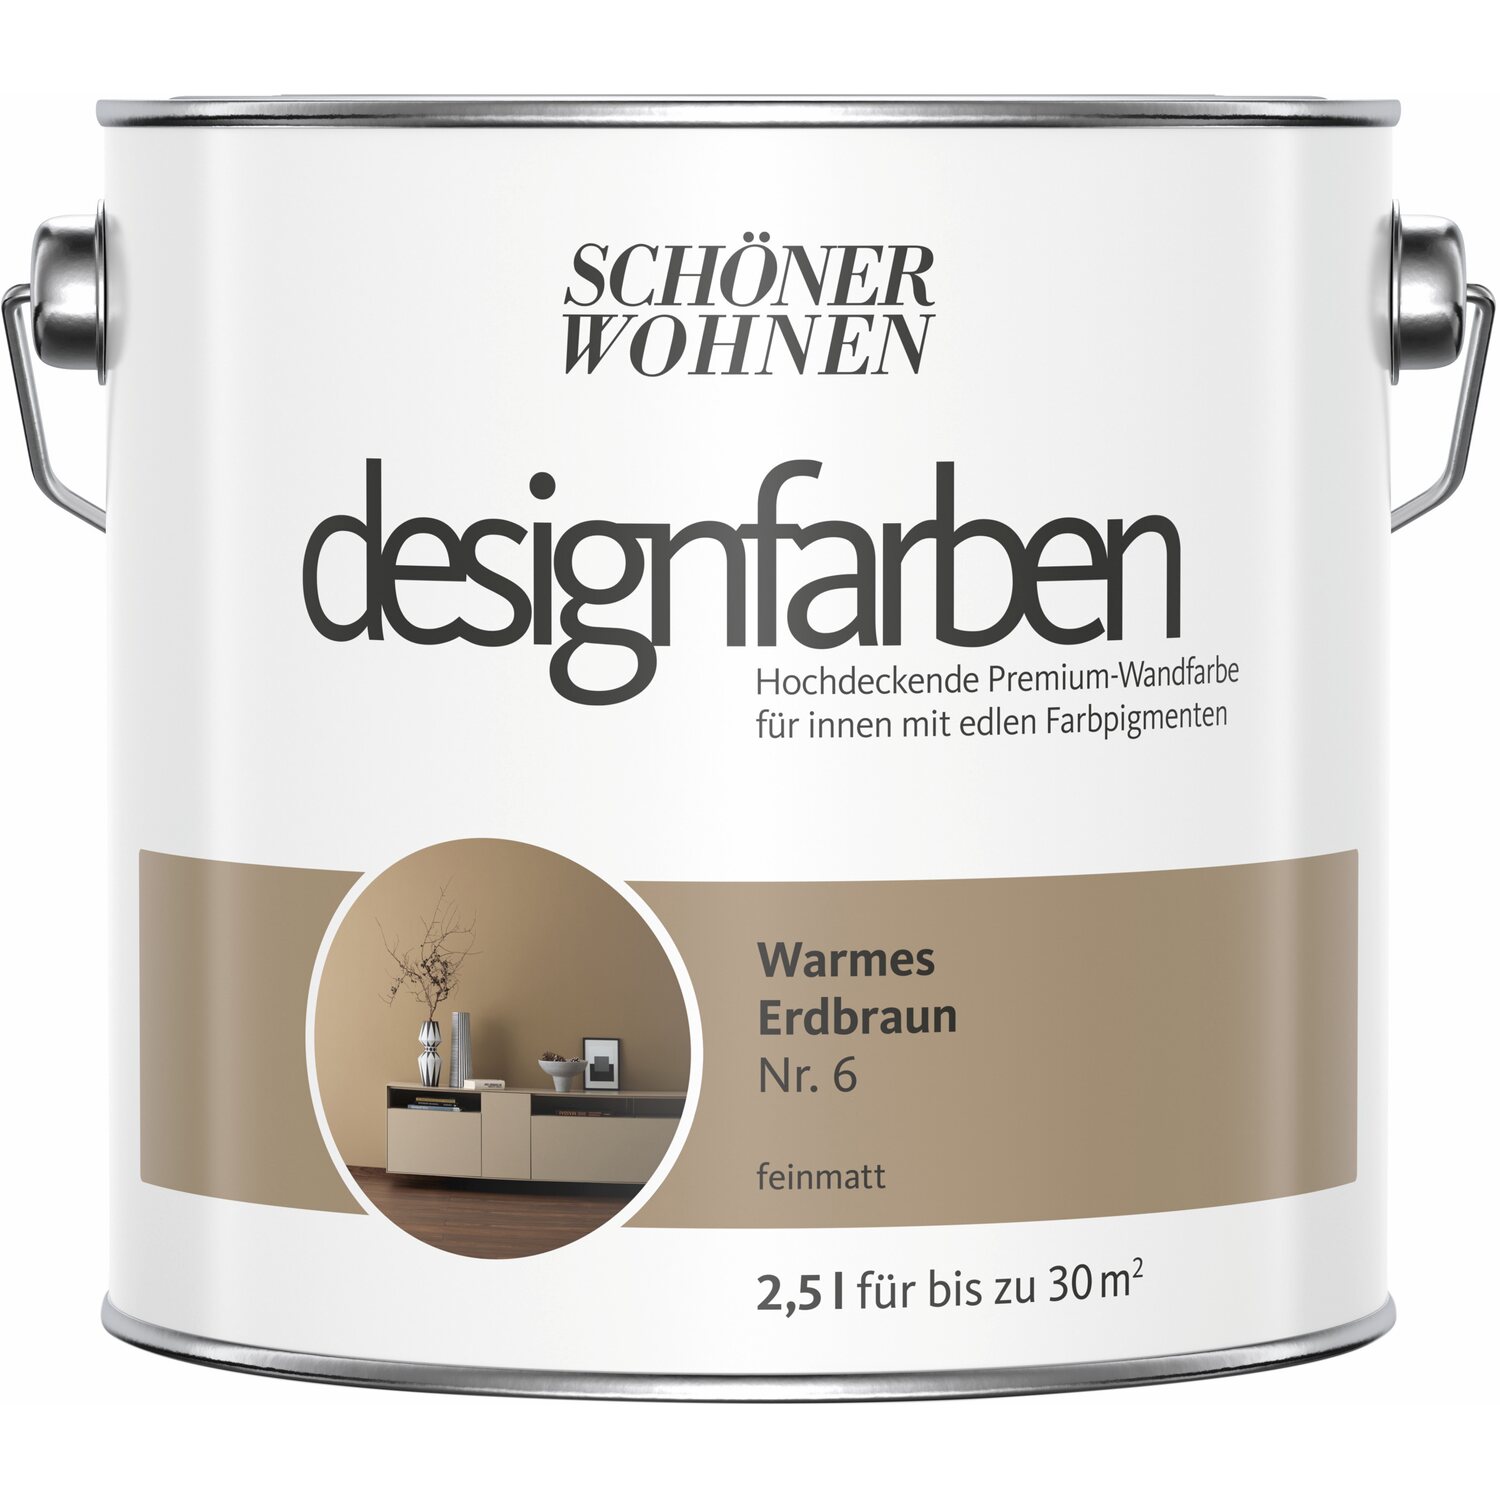 SCHÖNER
WOHNEN
designfarben
Hochdeckende Premium-Wandfarbe
für innen mit edlen Farbpigmenten
Warmes
Erdbraun
Nr. 6
feinmatt
2,5 l für bis zu 30 m²